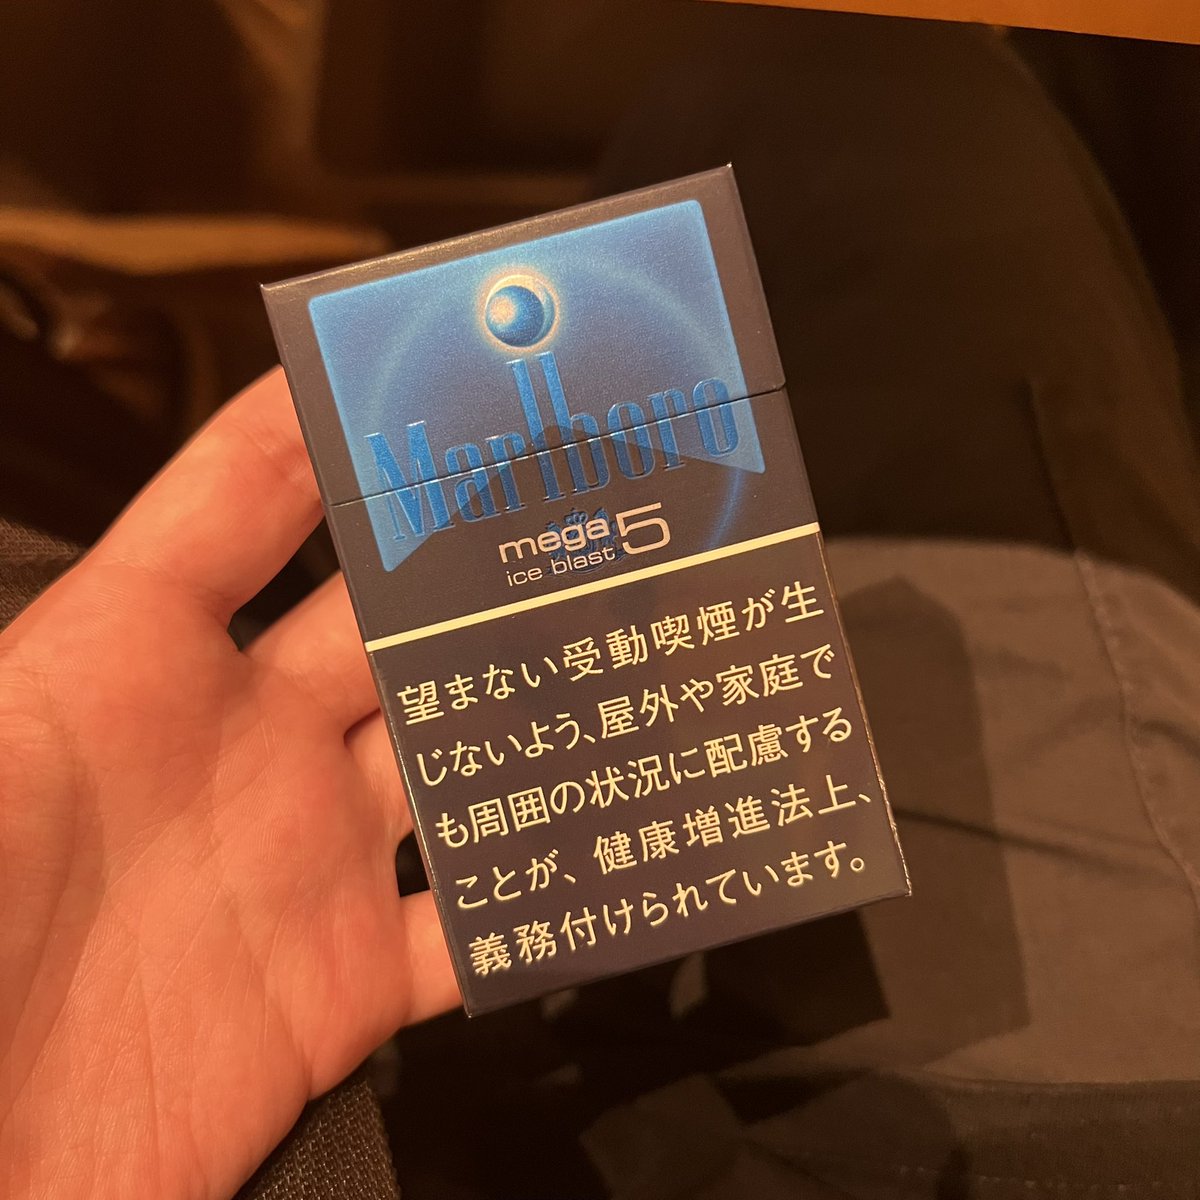 Marlboro
mega 5
ice blast
望まない受動喫煙が生
じないよう、屋外や家庭で
も周囲の状況に配慮する
ことが、健康増進法上、
義務付けられています。